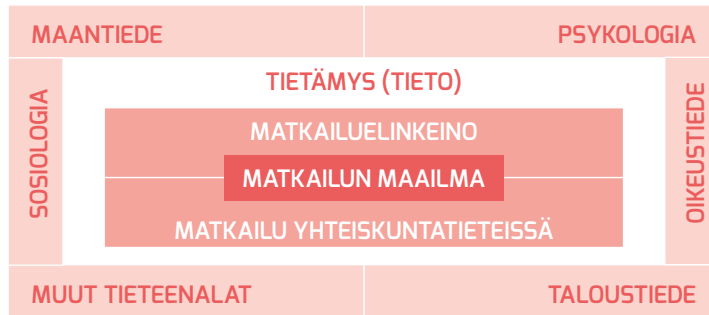 MAANTIEDE
PSYKOLOGIA
SOSIOLOGIA
TIETÄMYS (TIETO)
MATKAILUELINKEINO
MATKAILUN MAAILMA
MATKAILU YHTEISKUNTATIETEISSÄ
OIKEUSTIEDE
MUUT TIETEENALAT
TALOUSTIEDE